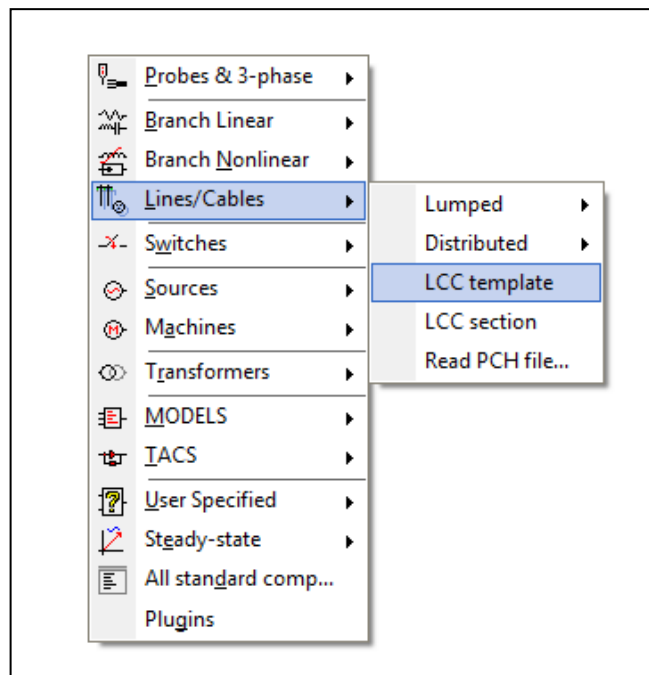 Probes & 3-phase
Branch Linear
Branch Nonlinear
Lines/Cables
Switches
Sources
Machines
Transformers
MODELS
TACS
User Specified
Steady-state
All standard comp...
Plugins
Lumped
Distributed
LCC template
LCC section
Read PCH file...